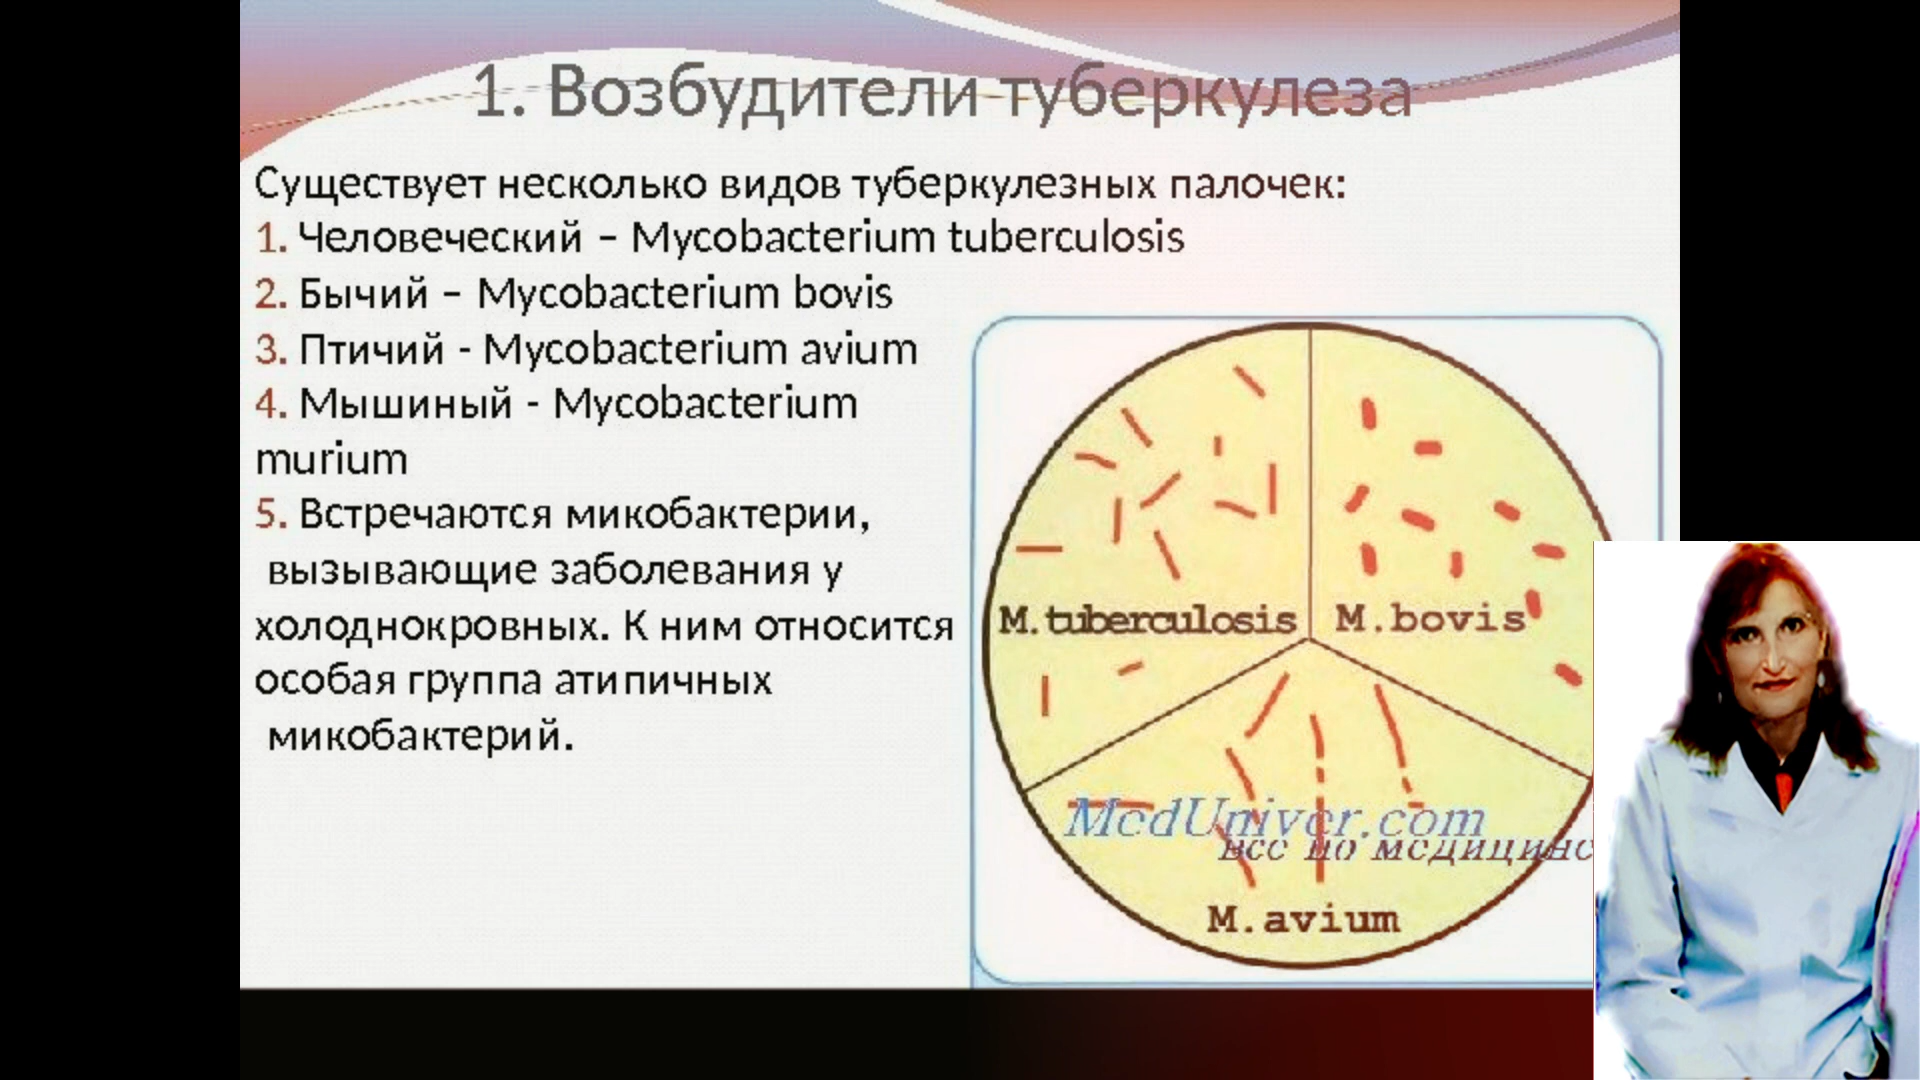 1. Возбудители туберкулеза
Существует несколько видов туберкулезных палочек:
1. Человеческий – Mycobacterium tuberculosis
2. Бычий – Mycobacterium bovis
3. Птичий - Mycobacterium avium
4. Мышиный - Mycobacterium
murium
5. Встречаются микобактерии,
вызывающие заболевания у
холоднокровных. К ним относится
особая группа атипичных
микобактерий.
M.tuberculosis
M.bovis
MedUniver.com
все по медицине
M.avium